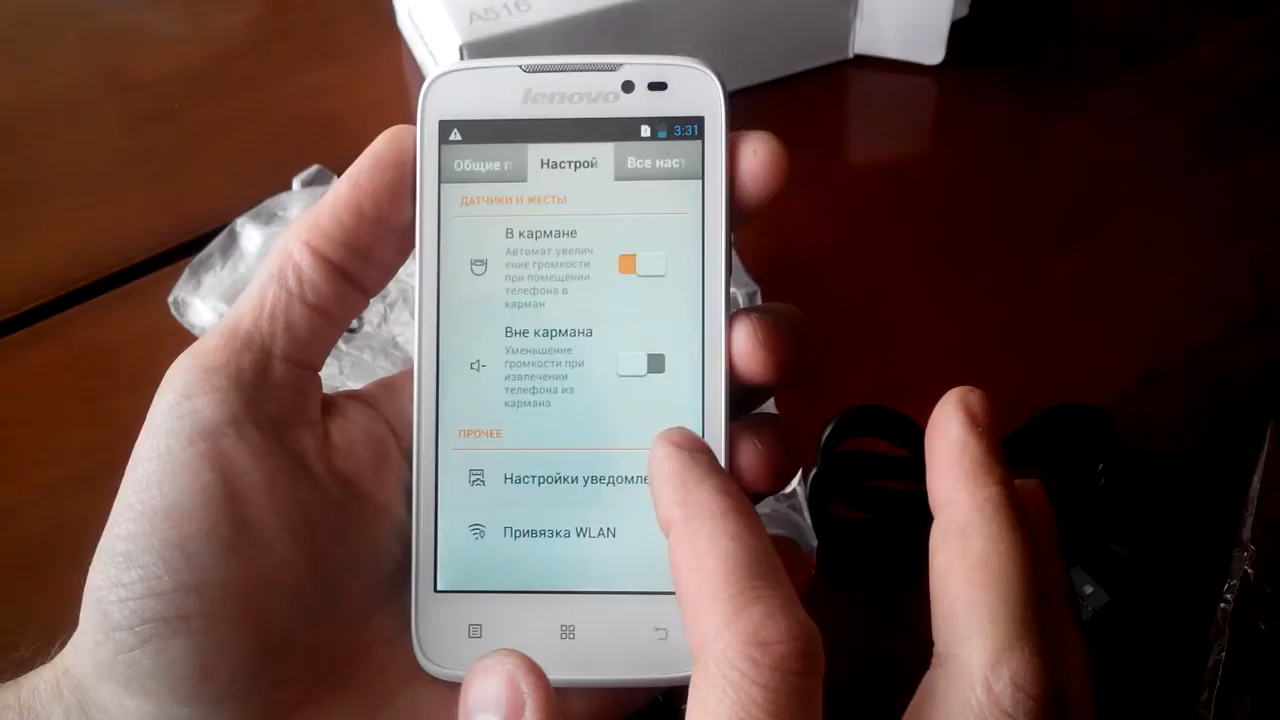 A516
lenovo
3:31
Общие п
Настрой
Все наст
ДАТЧИКИ И ЖЕСТЫ
В кармане
Автомат увелич
ение громкости
при помещении
телефона в
карман
Вне кармана
Уменьшение
громкости при
извлечении
телефона из
кармана
ПРОЧЕЕ
Настройки уведомле
Привязка WLAN